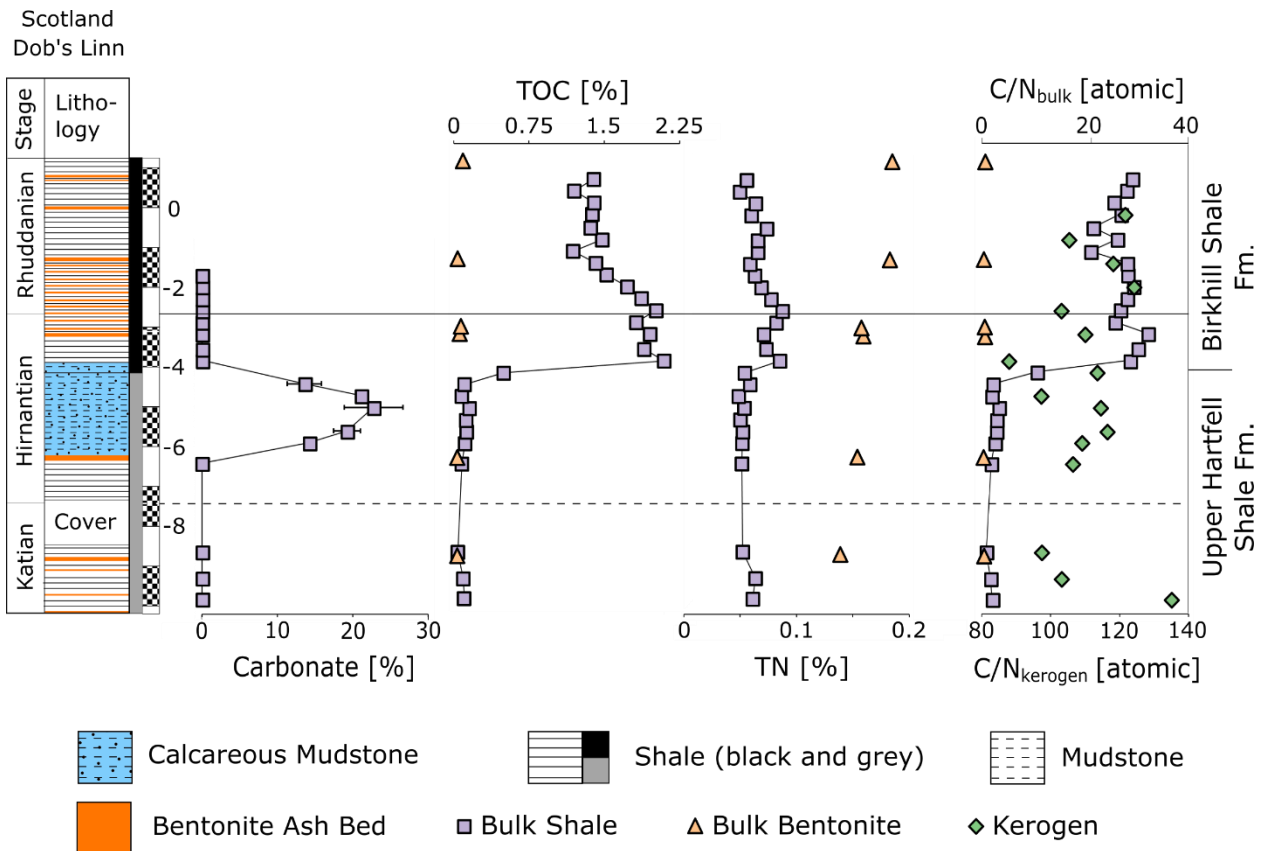 Scotland
Dob's Linn
Stage
Litho-
logy
TOC [%]
0 0.75 1.5 2.25
C/Nbulk [atomic]
0 20 40
Rhuddanian
Hirnantian
Katian
Cover
0
-2
-4
-6
-8
Birkhill Shale
Fm.
Upper Hartfell
Shale Fm.
0 10 20 30
Carbonate [%]
0 0.1 0.2
TN [%]
80 100 120 140
C/Nkerogen [atomic]
Calcareous Mudstone
Shale (black and grey)
Mudstone
Bentonite Ash Bed
Bulk Shale
Bulk Bentonite
Kerogen